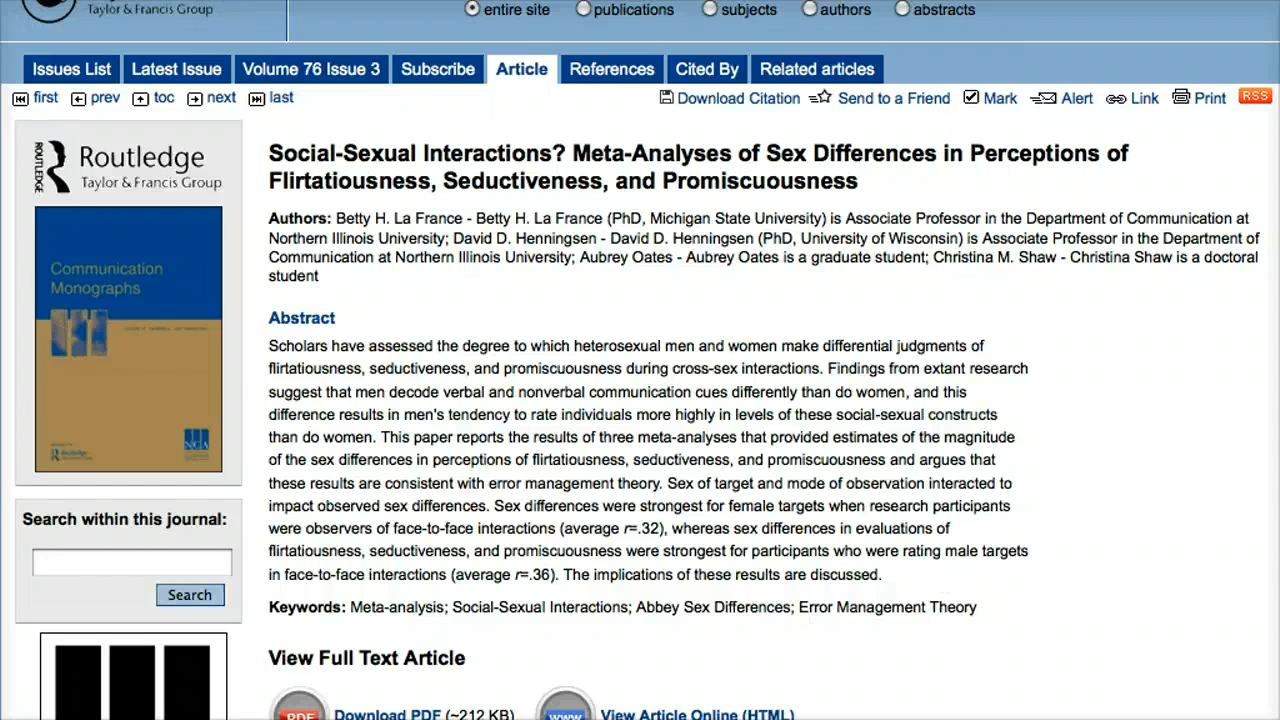 Taylor & Francis Group
entire site publications subjects authors abstracts
Issues List Latest Issue Volume 76 Issue 3 Subscribe Article References Cited By Related articles
first prev toc next last
Download Citation Send to a Friend Mark Alert Link Print RSS
ROUTLEDGE
Routledge
Taylor & Francis Group
Communication
Monographs
Routledge
NCA
Search within this journal:
Search
Social-Sexual Interactions? Meta-Analyses of Sex Differences in Perceptions of
Flirtatiousness, Seductiveness, and Promiscuousness
Authors: Betty H. La France - Betty H. La France (PhD, Michigan State University) is Associate Professor in the Department of Communication at
Northern Illinois University; David D. Henningsen - David D. Henningsen (PhD, University of Wisconsin) is Associate Professor in the Department of
Communication at Northern Illinois University; Aubrey Oates - Aubrey Oates is a graduate student; Christina M. Shaw - Christina Shaw is a doctoral
student
Abstract
Scholars have assessed the degree to which heterosexual men and women make differential judgments of
flirtatiousness, seductiveness, and promiscuousness during cross-sex interactions. Findings from extant research
suggest that men decode verbal and nonverbal communication cues differently than do women, and this
difference results in men's tendency to rate individuals more highly in levels of these social-sexual constructs
than do women. This paper reports the results of three meta-analyses that provided estimates of the magnitude
of the sex differences in perceptions of flirtatiousness, seductiveness, and promiscuousness and argues that
these results are consistent with error management theory. Sex of target and mode of observation interacted to
impact observed sex differences. Sex differences were strongest for female targets when research participants
were observers of face-to-face interactions (average r=.32), whereas sex differences in evaluations of
flirtatiousness, seductiveness, and promiscuousness were strongest for participants who were rating male targets
in face-to-face interactions (average r=.36). The implications of these results are discussed.
Keywords: Meta-analysis; Social-Sexual Interactions; Abbey Sex Differences; Error Management Theory
View Full Text Article
PDF Download PDF (~212 KB) www View Article Online (HTML)